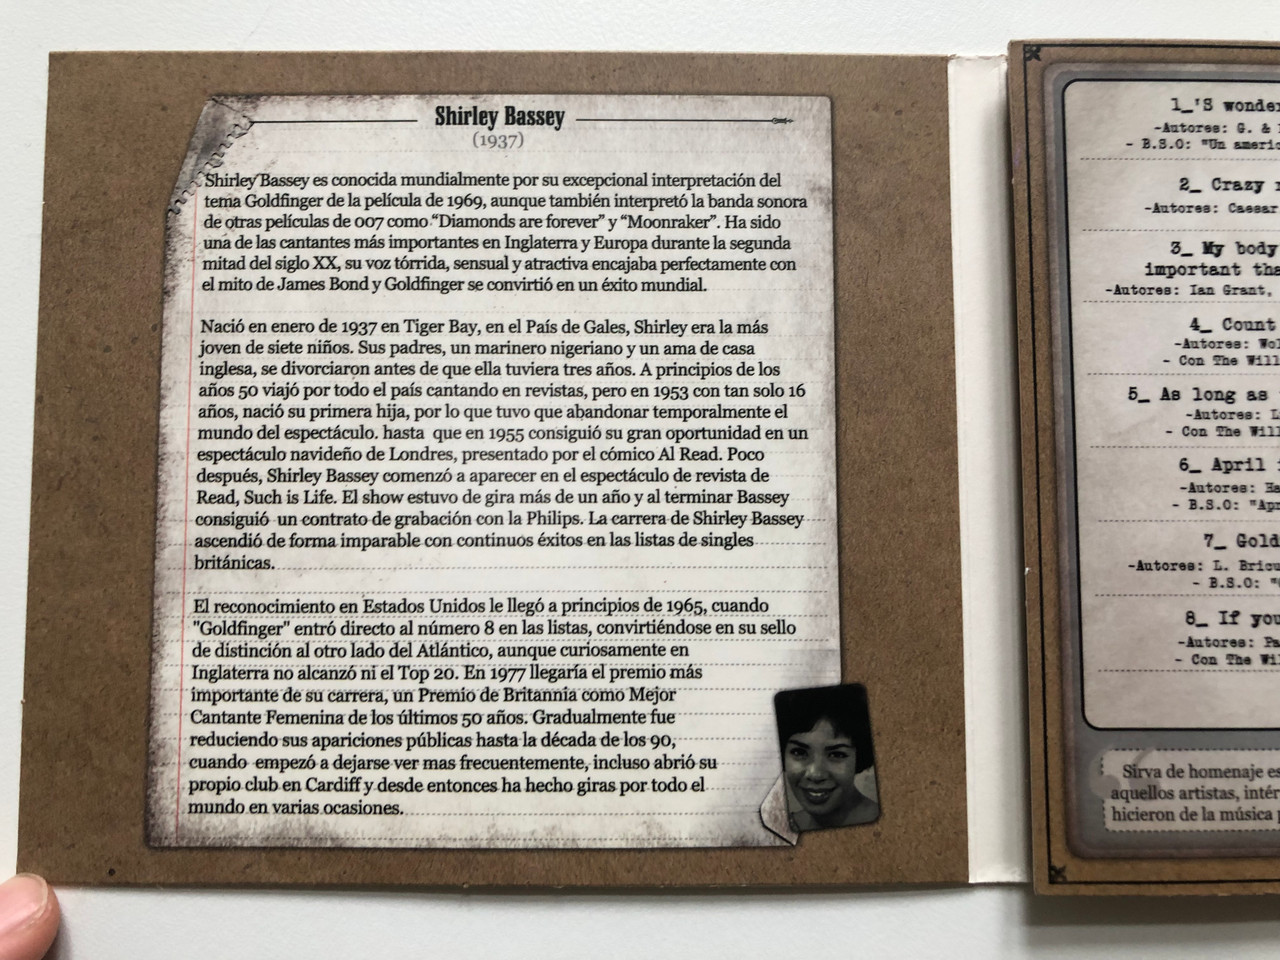 Shirley Bassey
(1937)
Shirley Bassey es conocida mundialmente por su excepcional interpretación del
tema Goldfinger de la película de 1969, aunque también interpretó la banda sonora
de otras películas de 007 como "Diamonds are forever" y "Moonraker". Ha sido
una de las cantantes más importantes en Inglaterra y Europa durante la segunda
mitad del siglo XX, su voz tórrida, sensual y atractiva encajaba perfectamente con
el mito de James Bond y Goldfinger se convirtió en un éxito mundial.
Nació en enero de 1937 en Tiger Bay, en el País de Gales, Shirley era la más
joven de siete niños. Sus padres, un marinero nigeriano y un ama de casa
inglesa, se divorciaron antes de que ella tuviera tres años. A principios de los
años 50 viajó por todo el país cantando en revistas, pero en 1953 con tan solo 16
años, nació su primera hija, por lo que tuvo que abandonar temporalmente el
mundo del espectáculo. hasta que en 1955 consiguió su gran oportunidad en un
espectáculo navideño de Londres, presentado por el cómico Al Read. Poco
después, Shirley Bassey comenzó a aparecer en el espectáculo de revista de
Read, Such is Life. El show estuvo de gira más de un año y al terminar Bassey
consiguió un contrato de grabación con la Philips. La carrera de Shirley Bassey
ascendió de forma imparable con continuos éxitos en las listas de singles
británicas.
El reconocimiento en Estados Unidos le llegó a principios de 1965, cuando
"Goldfinger" entró directo al número 8 en las listas, convirtiéndose en su sello
de distinción al otro lado del Atlántico, aunque curiosamente en
Inglaterra no alcanzó ni el Top 20. En 1977 llegaría el premio más
importante de su carrera, un Premio de Britannia como Mejor
Cantante Femenina de los últimos 50 años. Gradualmente fue
reduciendo sus apariciones públicas hasta la década de los 90,
cuando empezó a dejarse ver mas frecuentemente, incluso abrió su
propio club en Cardiff y desde entonces ha hecho giras por todo el
mundo en varias ocasiones.
1_'S wonder
-Autores: G. &
- B.S.O: "Un americ
2_ Crazy
-Autores: Caesar
3_ My body
important tha
-Autores: Ian Grant,
4_ Count
-Autores:
- Con The Will
5_ As long as
-Autores:
- Con The Will
6_ April
-Autores:
- B.S.O: "Apr
7_ Gold
-Autores: L. Bricu
- B.S.O:
8_ If you
-Autores:
- Con The Wil
Sirva de homenaje es
aquellos artistas, intér
hicieron de la música